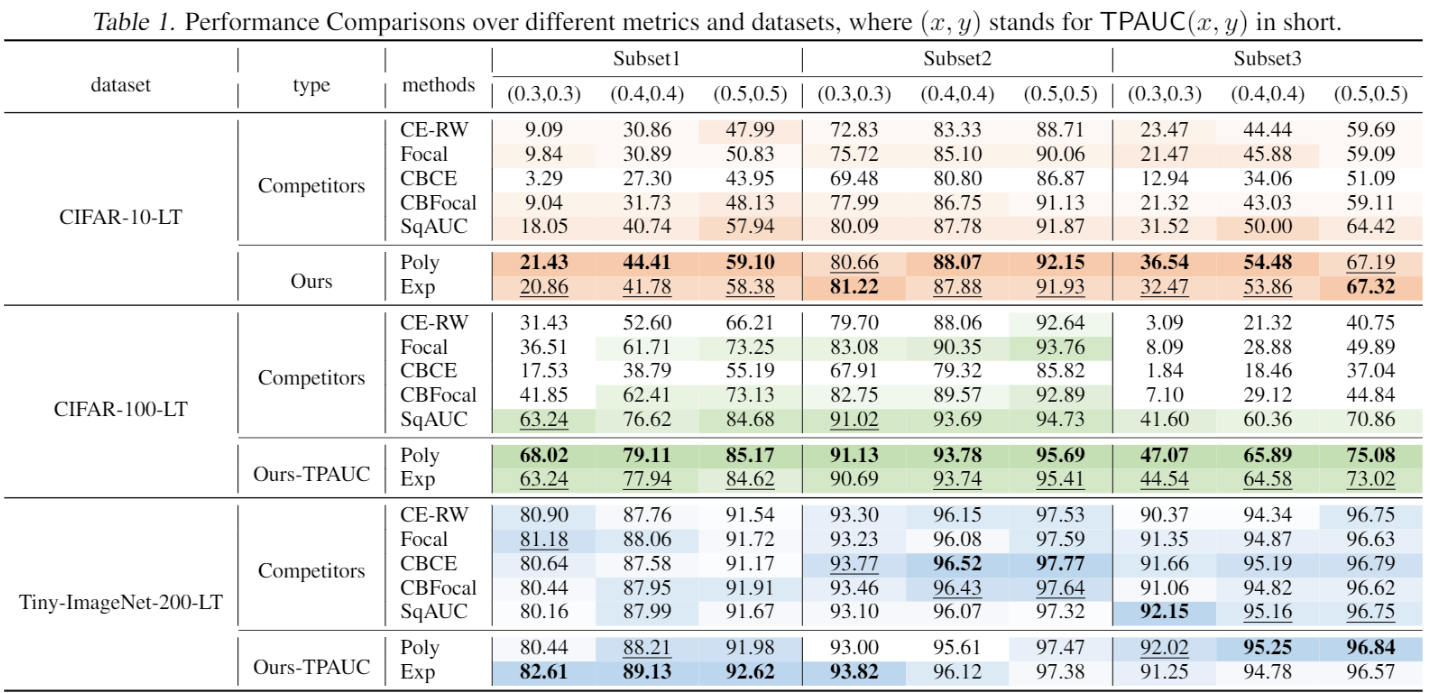 Table 1. Performance Comparisons over different metrics and datasets, where (x, y) stands for TPAUC(x, y) in short.
dataset type methods Subset1 Subset2 Subset3
(0.3,0.3) (0.4,0.4) (0.5,0.5) (0.3,0.3) (0.4,0.4) (0.5,0.5) (0.3,0.3) (0.4,0.4) (0.5,0.5)
CIFAR-10-LT Competitors CE-RW 9.09 30.86 47.99 72.83 83.33 88.71 23.47 44.44 59.69
Focal 9.84 30.89 50.83 75.72 85.10 90.06 21.47 45.88 59.09
CBCE 3.29 27.30 43.95 69.48 80.80 86.87 12.94 34.06 51.09
CBFocal 9.04 31.73 48.13 77.99 86.75 91.13 21.32 43.03 59.11
SqAUC 18.05 40.74 57.94 80.09 87.78 91.87 31.52 50.00 64.42
Ours Poly 21.43 44.41 59.10 80.66 88.07 92.15 36.54 54.48 67.19
Exp 20.86 41.78 58.38 81.22 87.88 91.93 32.47 53.86 67.32
CIFAR-100-LT Competitors CE-RW 31.43 52.60 66.21 79.70 88.06 92.64 3.09 21.32 40.75
Focal 36.51 61.71 73.25 83.08 90.35 93.76 8.09 28.88 49.89
CBCE 17.53 38.79 55.19 67.91 79.32 85.82 1.84 18.46 37.04
CBFocal 41.85 62.41 73.13 82.75 89.57 92.89 7.10 29.12 44.84
SqAUC 63.24 76.62 84.68 91.02 93.69 94.73 41.60 60.36 70.86
Ours-TPAUC Poly 68.02 79.11 85.17 91.13 93.78 95.69 47.07 65.89 75.08
Exp 63.24 77.94 84.62 90.69 93.74 95.41 44.54 64.58 73.02
Tiny-ImageNet-200-LT Competitors CE-RW 80.90 87.76 91.54 93.30 96.15 97.53 90.37 94.34 96.75
Focal 81.18 88.06 91.72 93.23 96.08 97.59 91.35 94.87 96.63
CBCE 80.64 87.58 91.17 93.77 96.52 97.77 91.66 95.19 96.79
CBFocal 80.44 87.95 91.91 93.46 96.43 97.64 91.06 94.82 96.62
SqAUC 80.16 87.99 91.67 93.10 96.07 97.32 92.15 95.16 96.75
Ours-TPAUC Poly 80.44 88.21 91.98 93.00 95.61 97.47 92.02 95.25 96.84
Exp 82.61 89.13 92.62 93.82 96.12 97.38 91.25 94.78 96.57